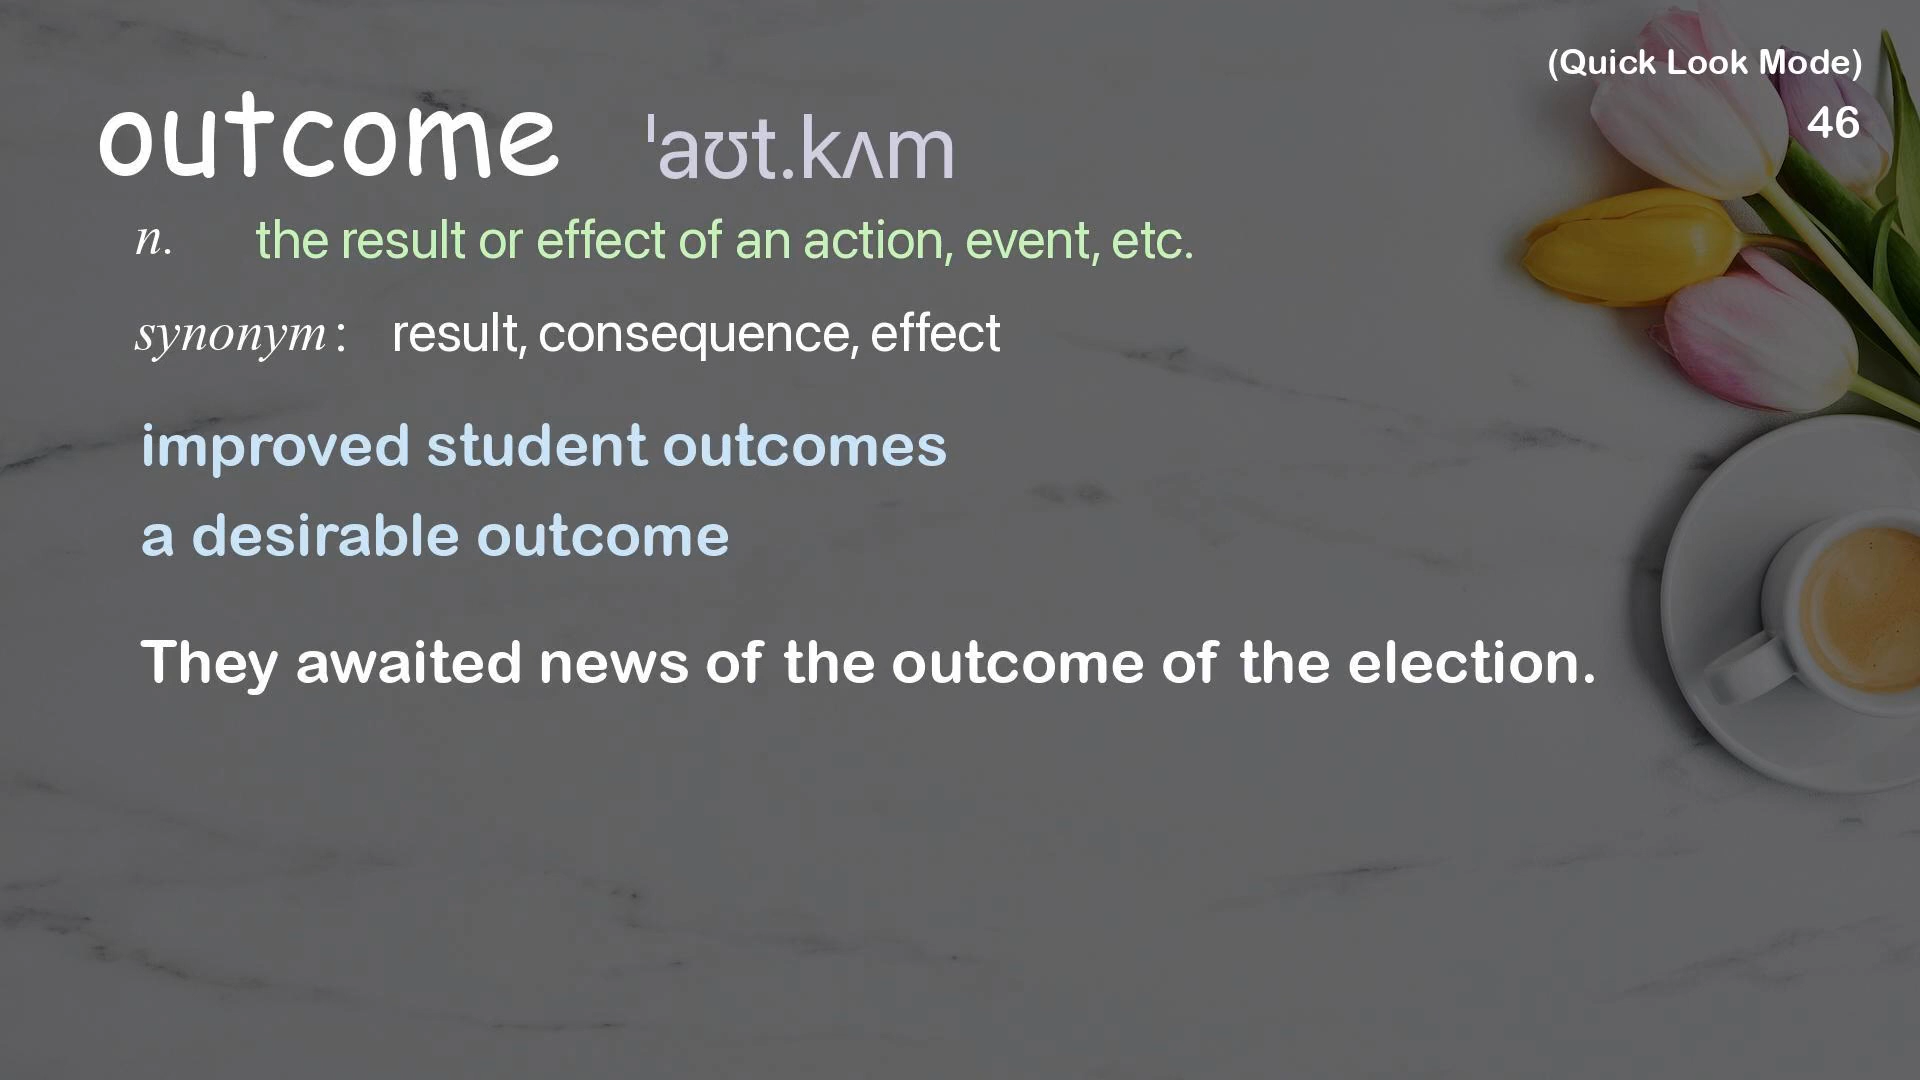 (Quick Look Mode)
46
outcome ˈaʊt.kʌm
n. the result or effect of an action, event, etc.
synonym: result, consequence, effect
improved student outcomes
a desirable outcome
They awaited news of the outcome of the election.